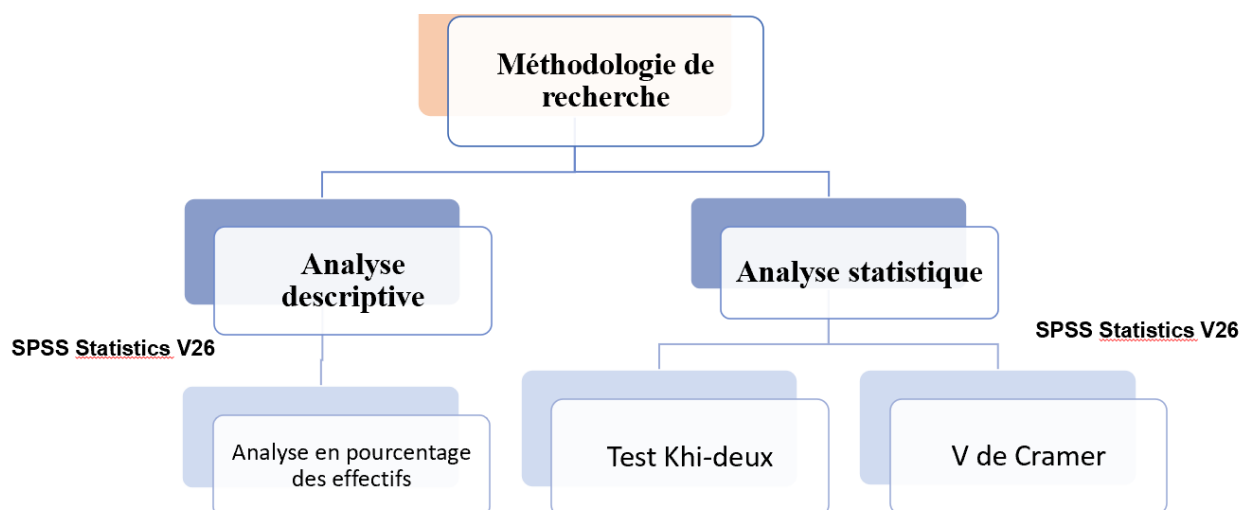 Méthodologie de
recherche
Analyse
descriptive
Analyse statistique
SPSS Statistics V26
SPSS Statistics V26
Analyse en pourcentage
des effectifs
Test Khi-deux
V de Cramer